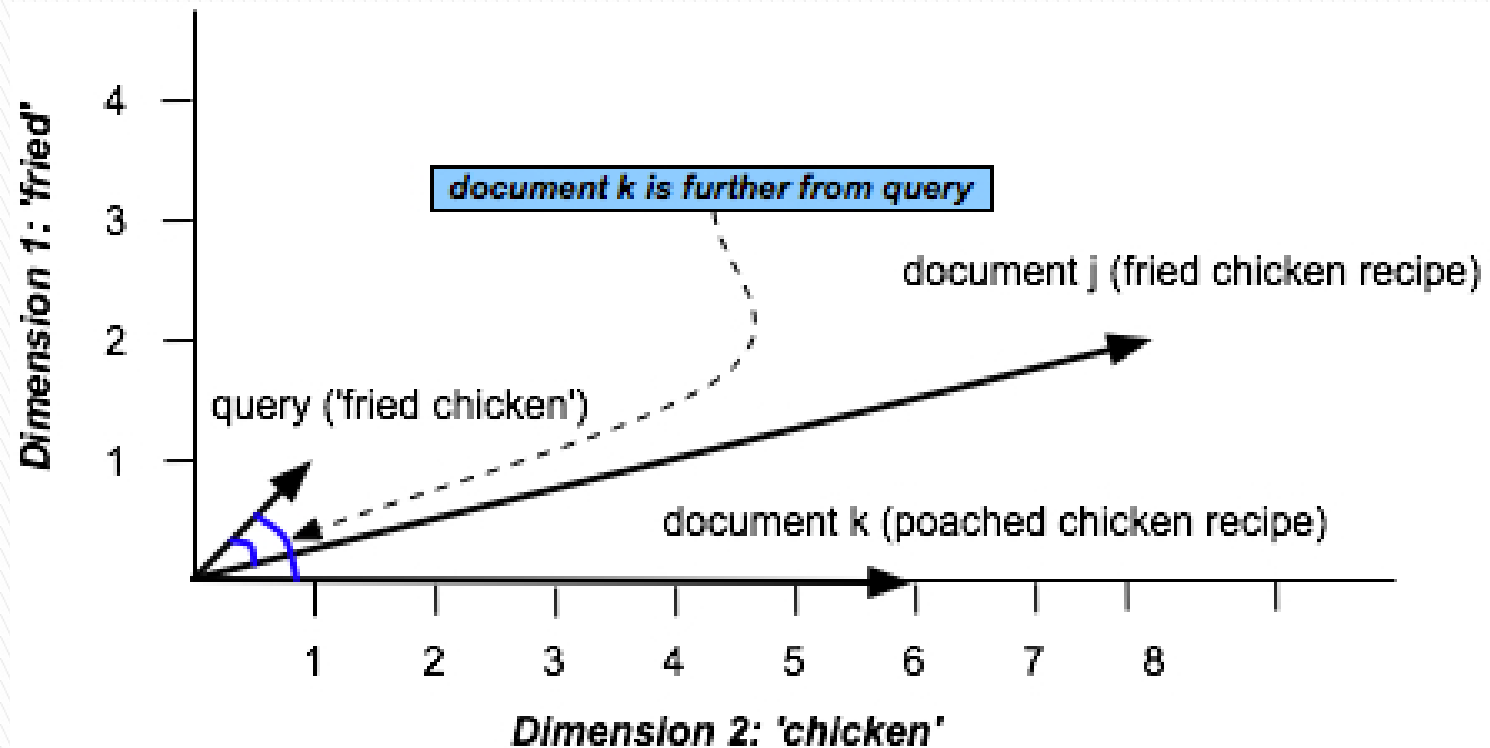 Dimension 1: 'fried'
4
3
2
1
document k is further from query
document j (fried chicken recipe)
query ('fried chicken')
document k (poached chicken recipe)
1 2 3 4 5 6 7 8
Dimension 2: 'chicken'